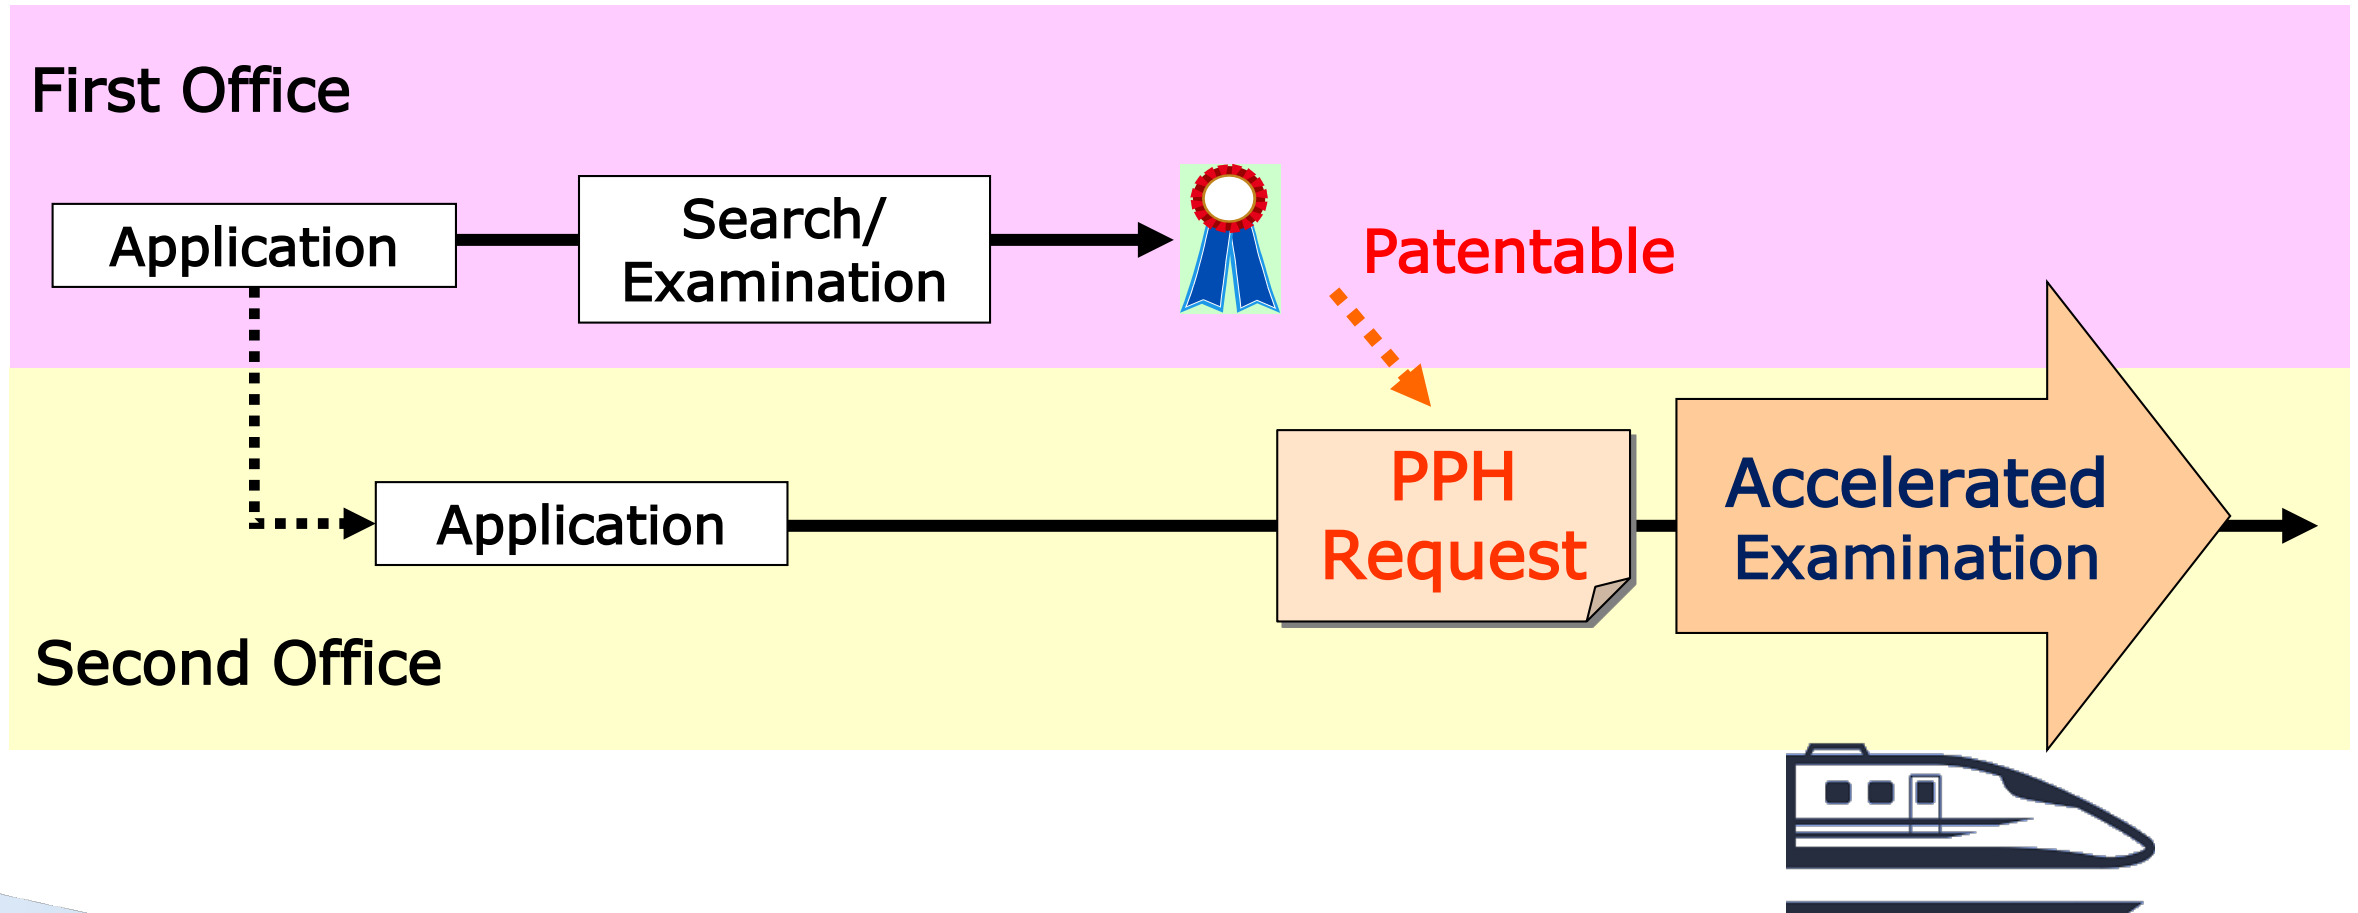 First Office
Application
Search/
Examination
Patentable
PPH
Request
Accelerated
Examination
Application
Second Office